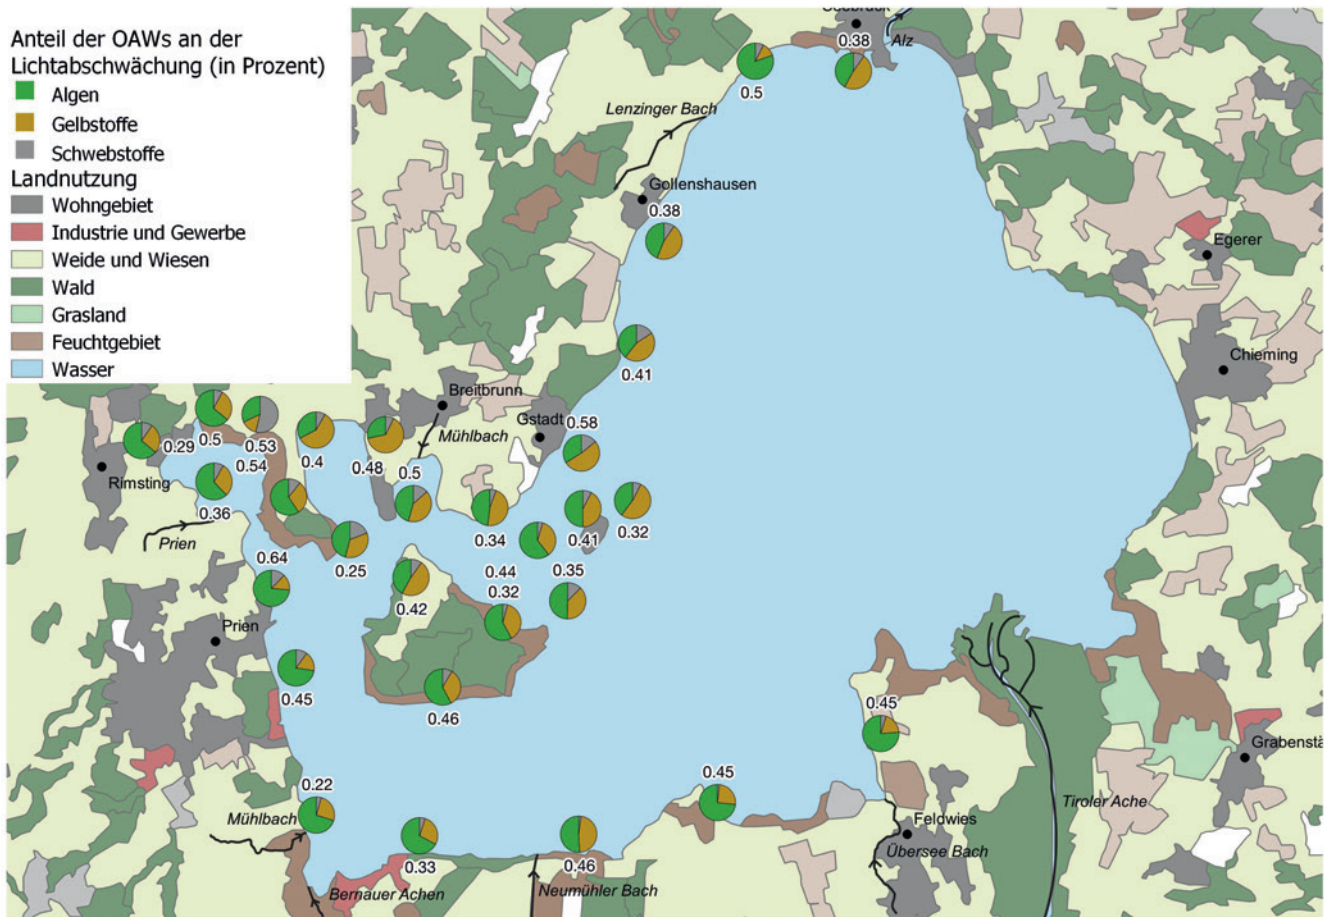 Anteil der OAWs an der
Lichtabschwächung (in Prozent)
Algen
Gelbstoffe
Schwebstoffe
Landnutzung
Wohngebiet
Industrie und Gewerbe
Weide und Wiesen
Wald
Grasland
Feuchtgebiet
Wasser
Alz
0.38
0.5
Lenzinger Bach
Gollenshausen
0.38
Egerer
0.41
Chieming
Breitbrunn
Gstadt
Mühlbach
0.58
0.29
0.5
0.53
0.54
0.4
0.48
0.5
Rimsting
0.36
Prien
0.25
0.34
0.41
0.32
0.64
0.42
0.44
0.32
0.35
Prien
0.45
0.46
0.45
0.22
Mühlbach
0.45
0.33
0.46
Bernauer Achen
Neumühler Bach
Feldwies
Übersee Bach
Tiroler Ache
Grabenstä